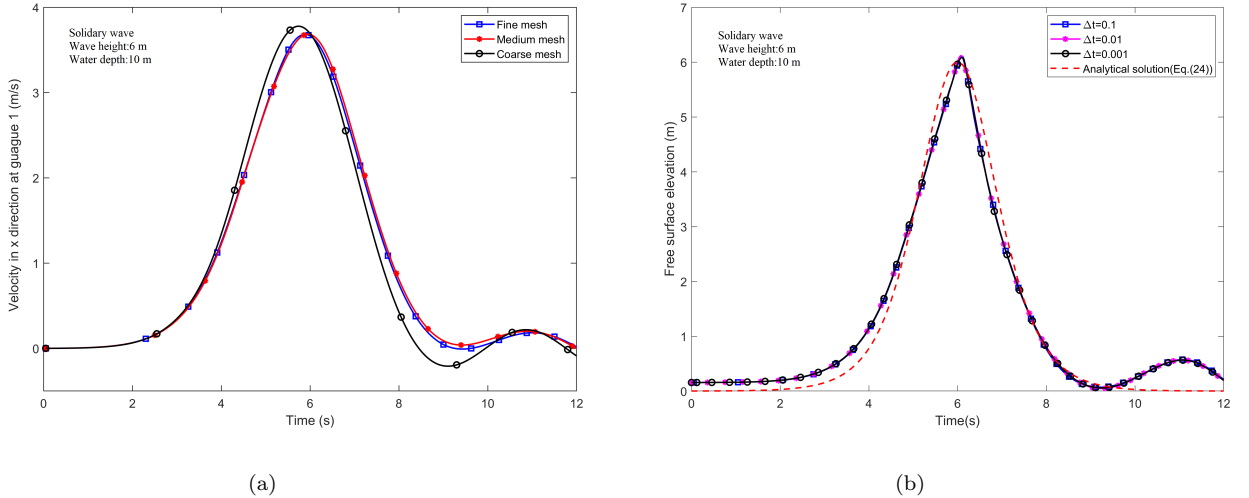 Solidary wave
Wave height:6 m
Water depth:10 m
Fine mesh
Medium mesh
Coarse mesh
Velocity in x direction at guague 1 (m/s)
4
3
2
1
0
0 2 4 6 8 10 12
Time (s)
(a)
Solidary wave
Wave height:6 m
Water depth:10 m
Δt=0.1
Δt=0.01
Δt=0.001
Analytical solution(Eq.(24))
Free surface elevation (m)
7
6
5
4
3
2
1
0
0 2 4 6 8 10 12
Time(s)
(b)